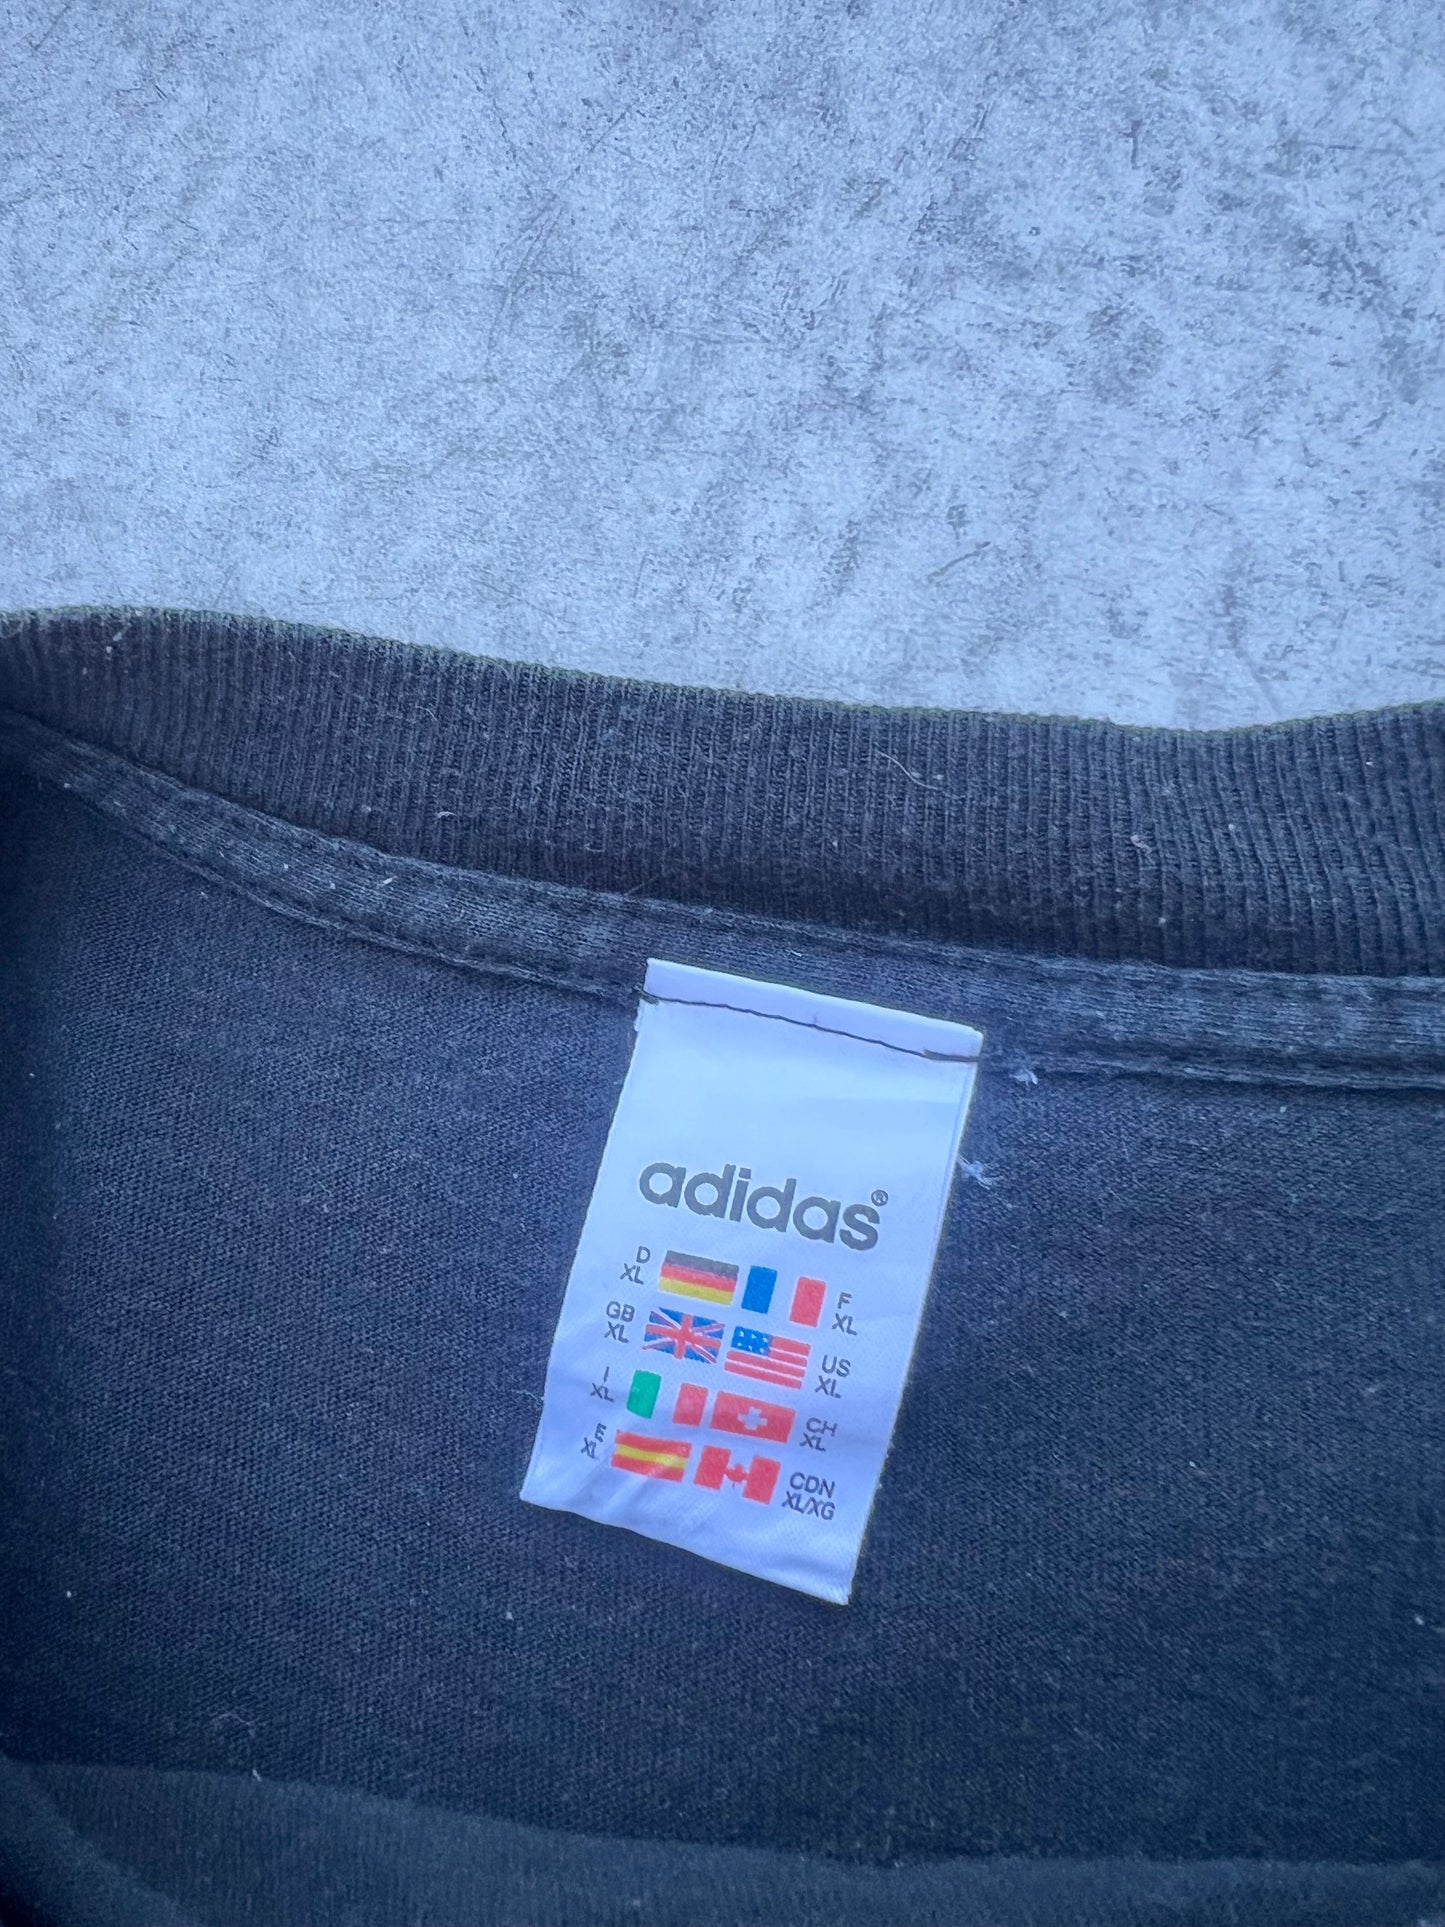 adidas®
D XL F XL
GB XL US XL
I XL CH XL
E XL CDN XL/XG